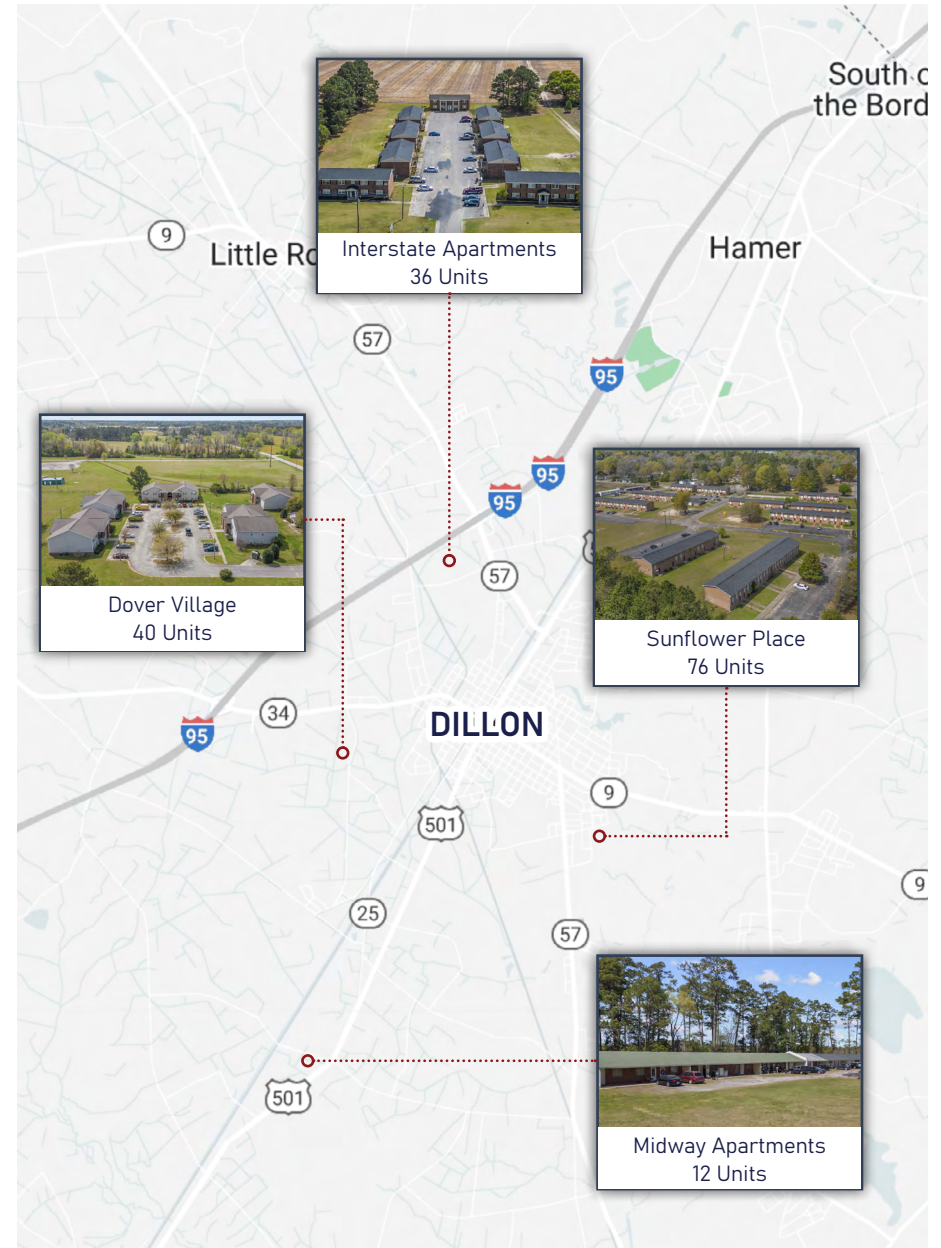 South o
the Bord
9
Little Ro
Hamer
Interstate Apartments
36 Units
57
95
95
95
57
Dover Village
40 Units
Sunflower Place
76 Units
34
95
DILLON
9
501
9
25
57
501
Midway Apartments
12 Units